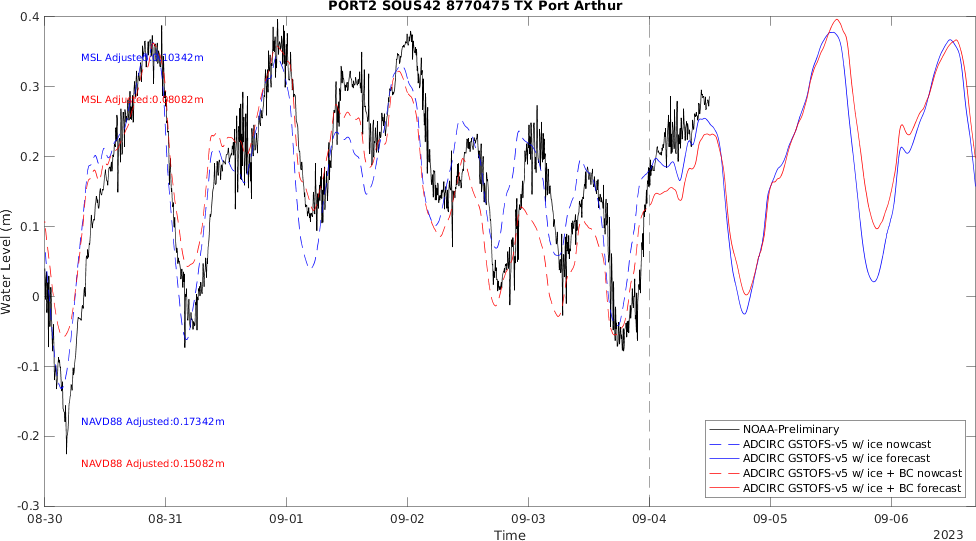 PORT2 SOUS42 8770475 TX Port Arthur
0.4
0.3
0.2
0.1
0
-0.1
-0.2
-0.3
Water Level (m)
MSL Adjusted:0.10342m
MSL Adjusted:0.08082m
NAVD88 Adjusted:0.17342m
NAVD88 Adjusted:0.15082m
NOAA-Preliminary
ADCIRC GSTOFS-v5 w/ ice nowcast
ADCIRC GSTOFS-v5 w/ ice forecast
ADCIRC GSTOFS-v5 w/ ice + BC nowcast
ADCIRC GSTOFS-v5 w/ ice + BC forecast
08-30 08-31 09-01 09-02 09-03 09-04 09-05 09-06
Time
2023